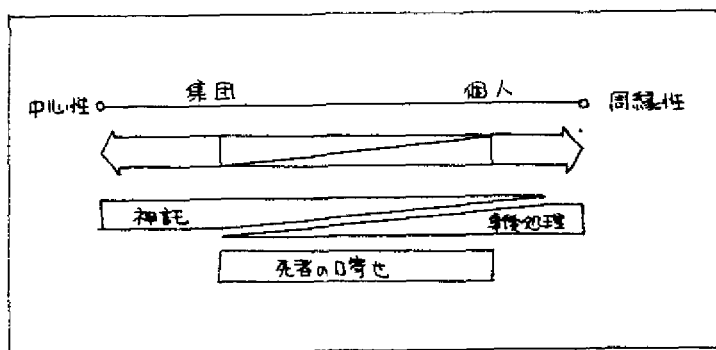 集団 個人
中心性 周縁性
神託 事後処理
死者の口寄せ